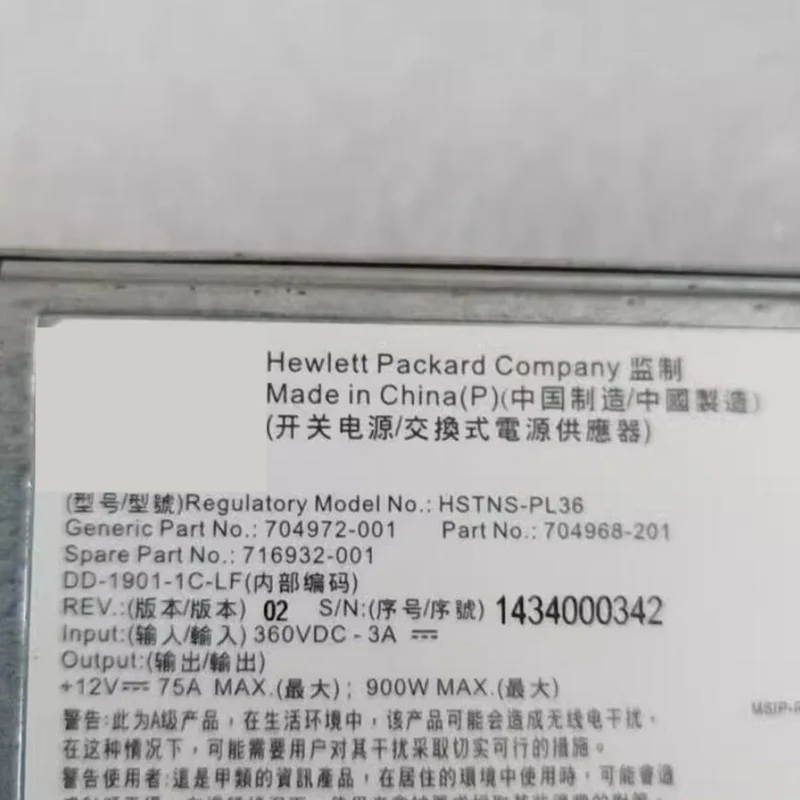 Hewlett Packard Company 监制
Made in China(P)(中国制造/中國製造)
(开关电源/交換式電源供應器)
(型号/型號)Regulatory Model No.: HSTNS-PL36
Generic Part No.: 704972-001 Part No.: 704968-201
Spare Part No.: 716932-001
DD-1901-1C-LF(内部编码)
REV.:(版本/版本) 02 S/N:(序号/序號) 1434000342
Input:(输入/輸入) 360VDC - 3A ⎓
Output:(输出/輸出)
+12V⎓ 75A MAX.(最大) ; 900W MAX.(最大)
MSIP-R
警告:此为A级产品，在生活环境中，该产品可能会造成无线电干扰。
在这种情况下，可能需要用户对其干扰采取切实可行的措施。
警告使用者:這是甲類的資訊產品，在居住的環境中使用時，可能會造